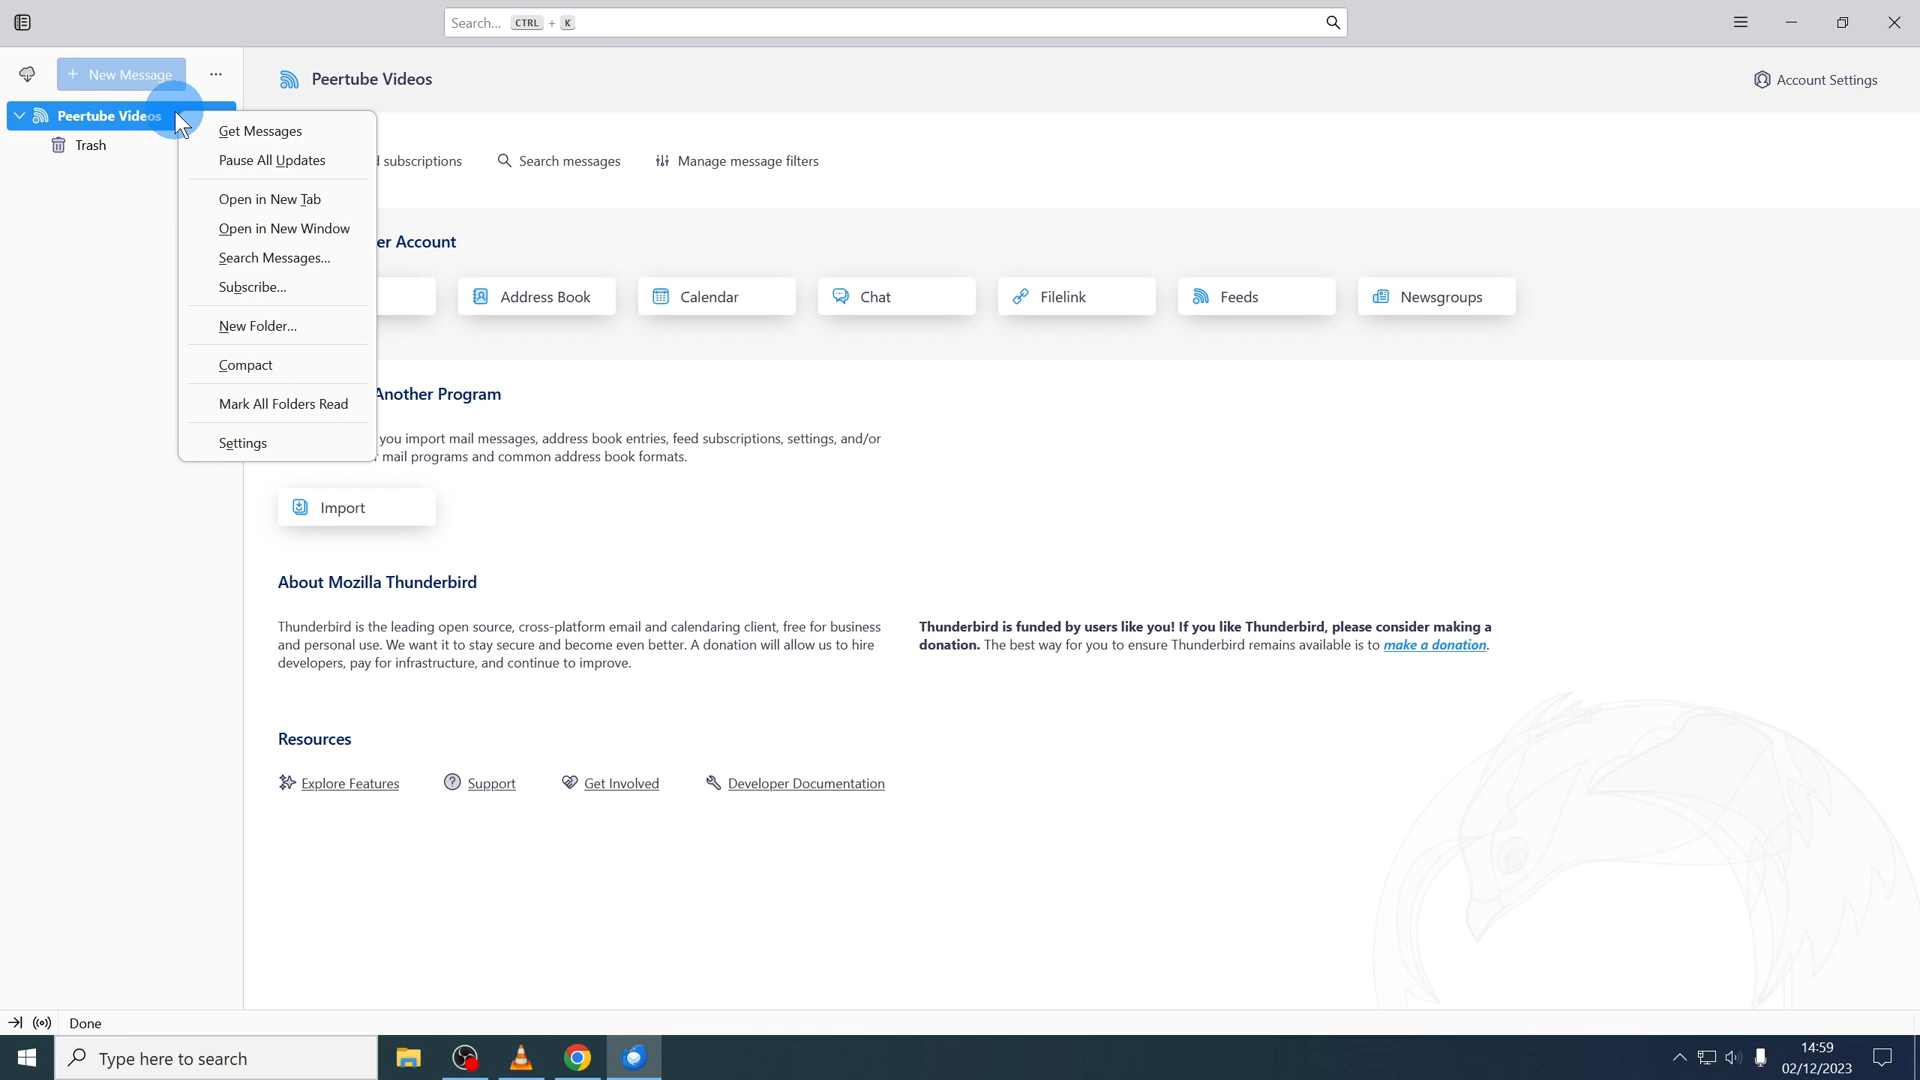 Search... CTRL + K
+ New Message ...
Peertube Videos
Account Settings
Peertube Videos
Trash
Get Messages
Pause All Updates
Open in New Tab
Open in New Window
Search Messages...
Subscribe...
New Folder...
Compact
Mark All Folders Read
Settings
subscriptions
Search messages
Manage message filters
er Account
Address Book
Calendar
Chat
Filelink
Feeds
Newsgroups
Another Program
you import mail messages, address book entries, feed subscriptions, settings, and/or
mail programs and common address book formats.
Import
About Mozilla Thunderbird
Thunderbird is the leading open source, cross-platform email and calendaring client, free for business
and personal use. We want it to stay secure and become even better. A donation will allow us to hire
developers, pay for infrastructure, and continue to improve.
Thunderbird is funded by users like you! If you like Thunderbird, please consider making a
donation. The best way for you to ensure Thunderbird remains available is to make a donation.
Resources
Explore Features
Support
Get Involved
Developer Documentation
Done
Type here to search
14:59
02/12/2023